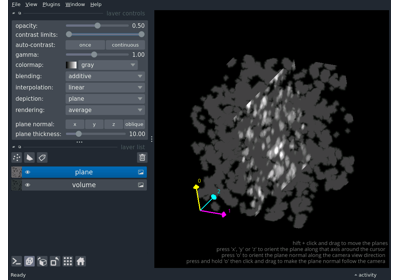 File View Plugins Window Help
layer controls
opacity: 0.50
contrast limits:
auto-contrast: once continuous
gamma: 1.00
colormap: gray
blending: additive
interpolation: linear
depiction: plane
rendering: average
plane normal: x y z oblique
plane thickness: 10.00
layer list
plane
volume
0
2
shift + click and drag to move the planes
press 'x', 'y' or 'z' to orient the plane along that axis around the cursor
press 'o' to orient the plane normal along the camera view direction
press and hold 'o' then click and drag to make the plane normal follow the camera
Ready
activity